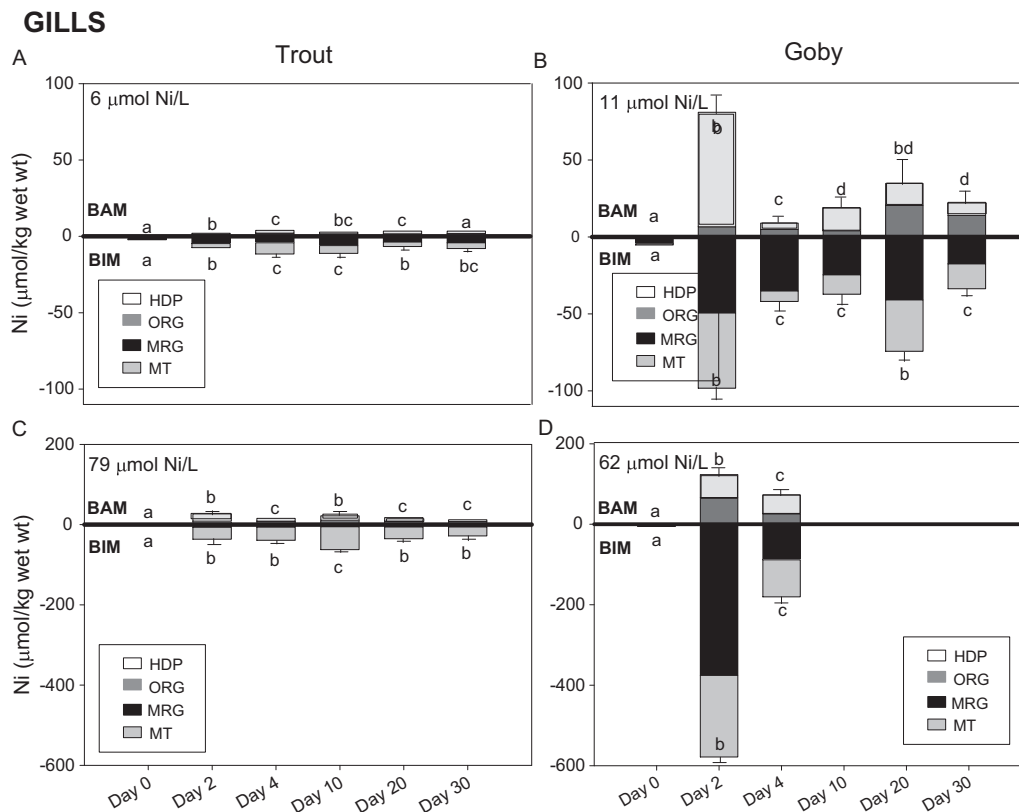 GILLS
Trout
Goby
A
Ni (μmol/kg wet wt)
100
50
0
-50
-100
6 μmol Ni/L
BAM
BIM
a b c bc c a
a b c c b bc
HDP
ORG
MRG
MT
B
100
50
0
-50
-100
11 μmol Ni/L
BAM
BIM
a b b c d bd d
a b c c b c
HDP
ORG
MRG
MT
C
Ni (μmol/kg wet wt)
200
0
-200
-400
-600
79 μmol Ni/L
BAM
BIM
a b c b c c
a b b c b b
HDP
ORG
MRG
MT
Day 0 Day 2 Day 4 Day 10 Day 20 Day 30
D
200
0
-200
-400
-600
62 μmol Ni/L
BAM
BIM
a b c
a b c
HDP
ORG
MRG
MT
Day 0 Day 2 Day 4 Day 10 Day 20 Day 30